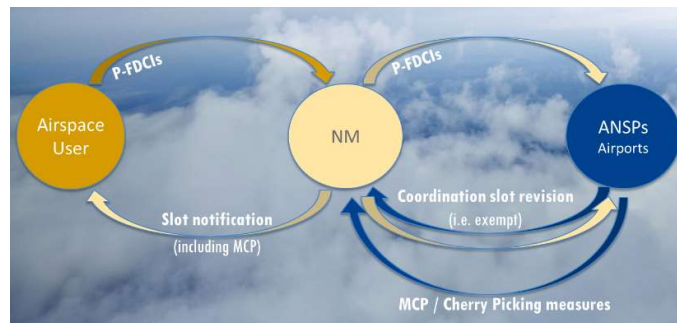 P-FDCIs
P-FDCIs
Airspace
User
NM
ANSPs
Airports
Slot notification
(including MCP)
Coordination slot revision
(i.e. exempt)
MCP / Cherry Picking measures